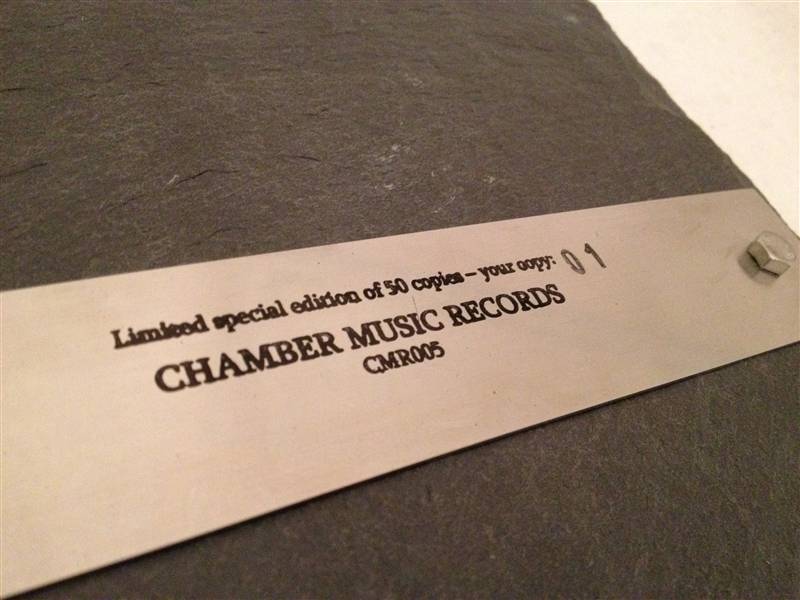 Limited special edition of 50 copies – your copy: 01
CHAMBER MUSIC RECORDS
CMR005